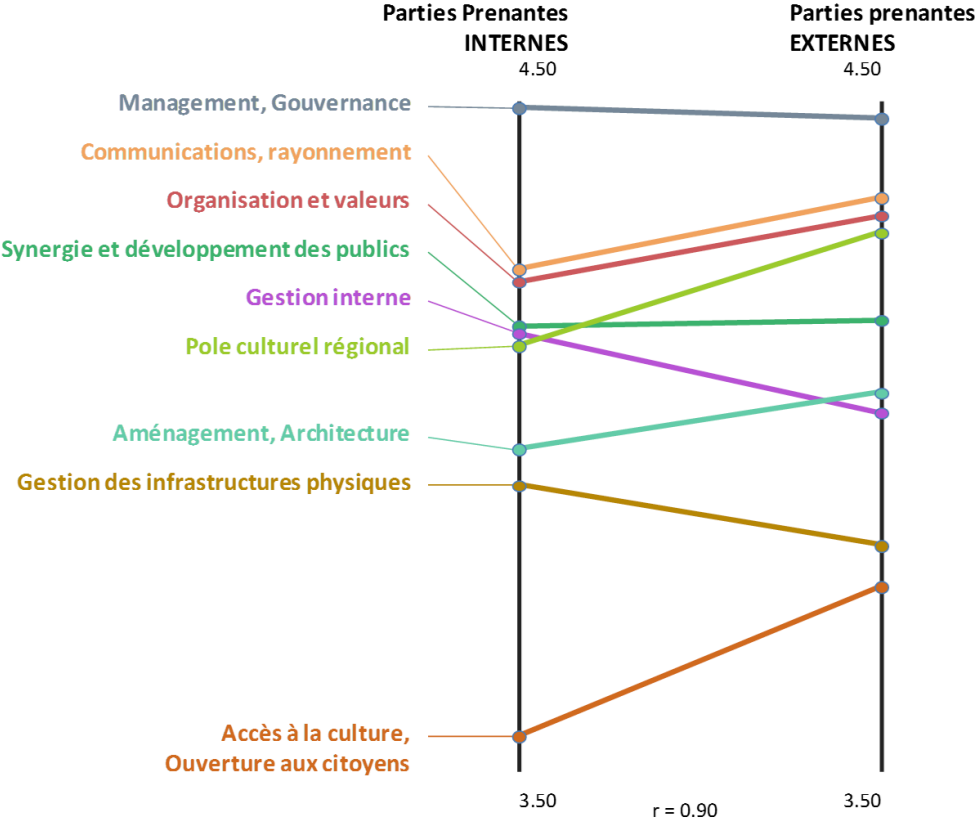 Parties Prenantes
INTERNES
4.50
Parties prenantes
EXTERNES
4.50
Management, Gouvernance
Communications, rayonnement
Organisation et valeurs
Synergie et développement des publics
Gestion interne
Pole culturel régional
Aménagement, Architecture
Gestion des infrastructures physiques
Accès à la culture,
Ouverture aux citoyens
3.50
r = 0.90
3.50